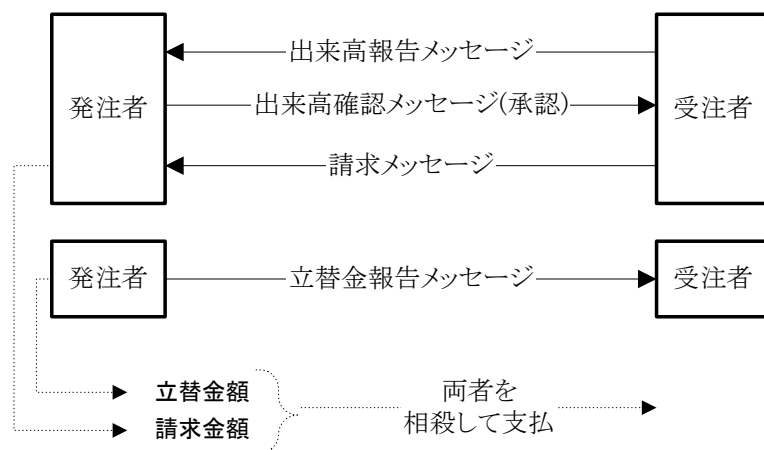 出来高報告メッセージ
発注者
出来高確認メッセージ(承認)
受注者
請求メッセージ
発注者
立替金報告メッセージ
受注者
立替金額
請求金額
両者を
相殺して支払